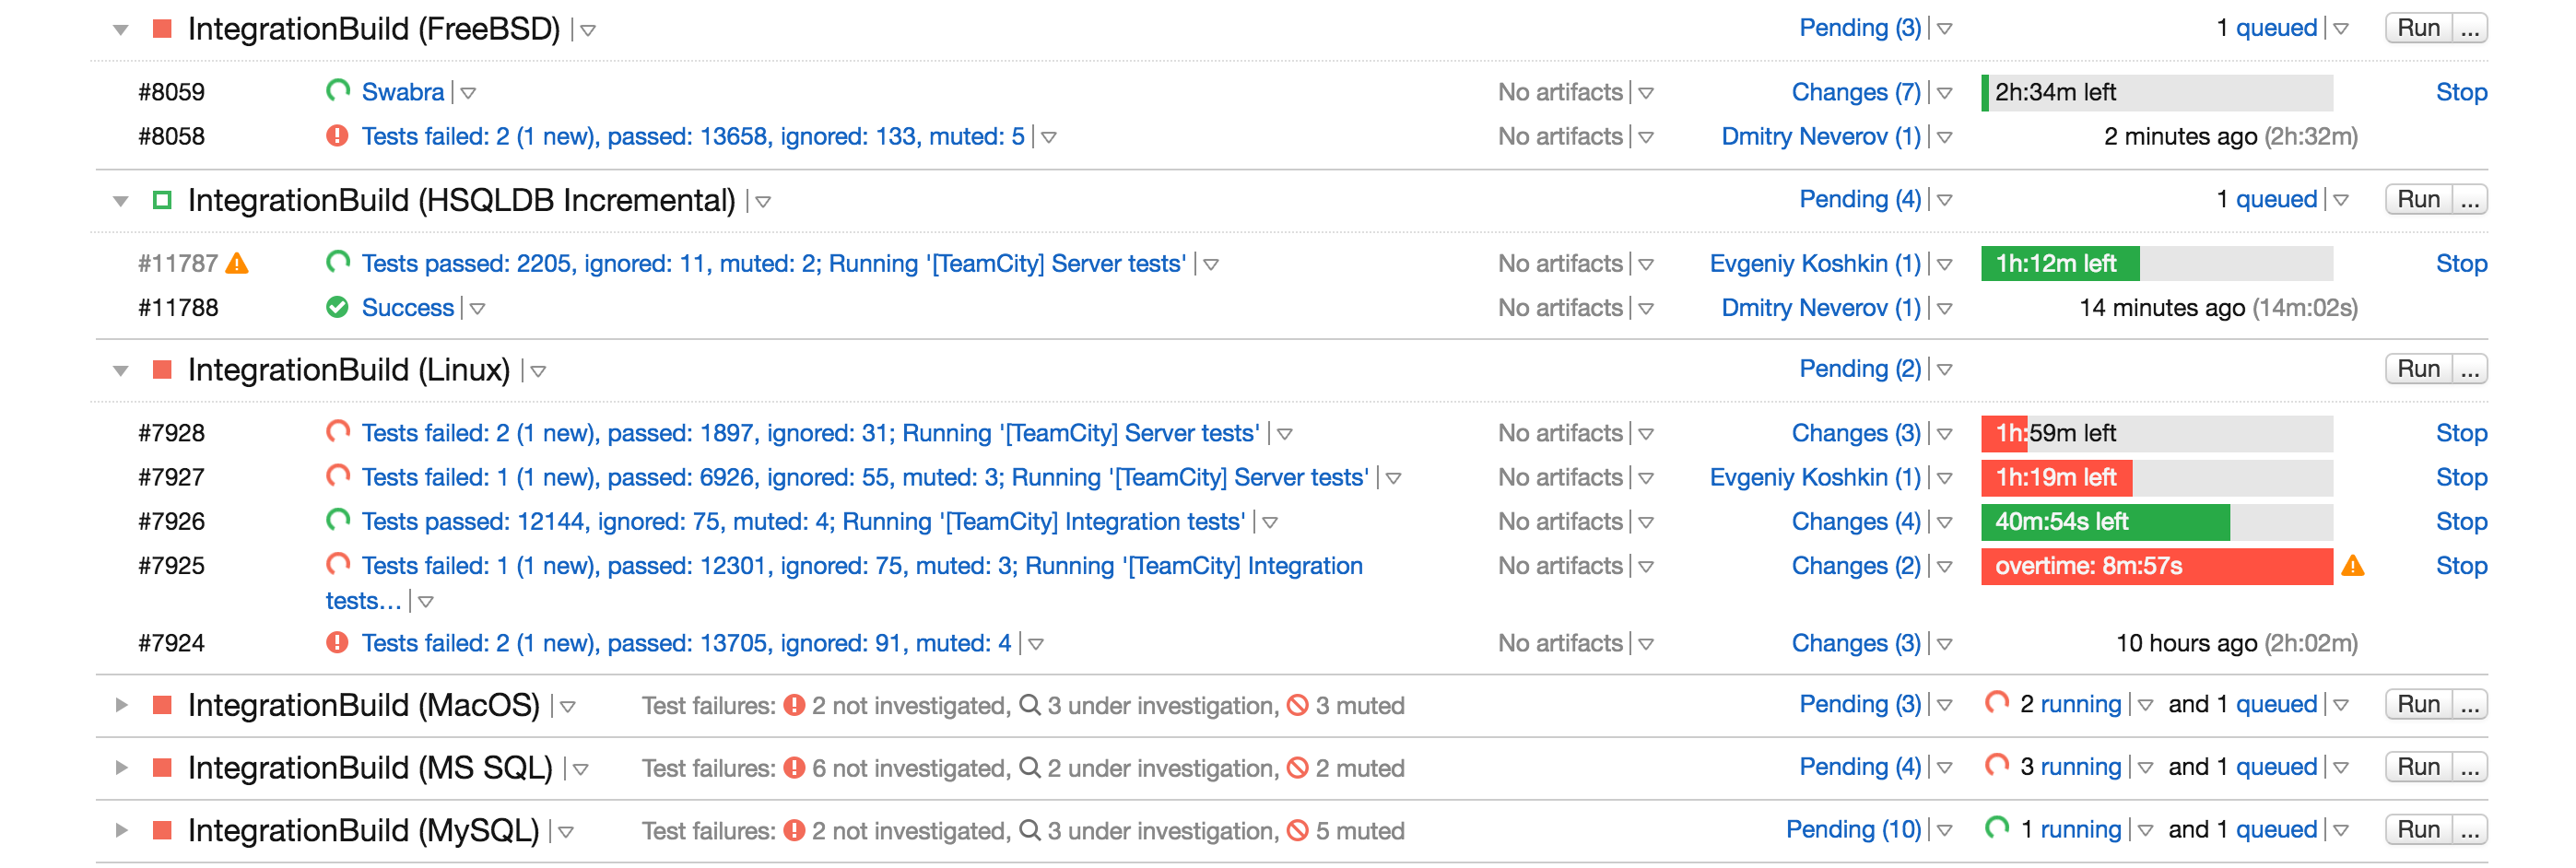 IntegrationBuild (FreeBSD) Pending (3) 1 queued Run ...
#8059 Swabra No artifacts Changes (7) 2h:34m left Stop
#8058 Tests failed: 2 (1 new), passed: 13658, ignored: 133, muted: 5 No artifacts Dmitry Neverov (1) 2 minutes ago (2h:32m)
IntegrationBuild (HSQLDB Incremental) Pending (4) 1 queued Run ...
#11787 Tests passed: 2205, ignored: 11, muted: 2; Running '[TeamCity] Server tests' No artifacts Evgeniy Koshkin (1) 1h:12m left Stop
#11788 Success No artifacts Dmitry Neverov (1) 14 minutes ago (14m:02s)
IntegrationBuild (Linux) Pending (2) Run ...
#7928 Tests failed: 2 (1 new), passed: 1897, ignored: 31; Running '[TeamCity] Server tests' No artifacts Changes (3) 1h:59m left Stop
#7927 Tests failed: 1 (1 new), passed: 6926, ignored: 55, muted: 3; Running '[TeamCity] Server tests' No artifacts Evgeniy Koshkin (1) 1h:19m left Stop
#7926 Tests passed: 12144, ignored: 75, muted: 4; Running '[TeamCity] Integration tests' No artifacts Changes (4) 40m:54s left Stop
#7925 Tests failed: 1 (1 new), passed: 12301, ignored: 75, muted: 3; Running '[TeamCity] Integration No artifacts Changes (2) overtime: 8m:57s Stop
tests...
#7924 Tests failed: 2 (1 new), passed: 13705, ignored: 91, muted: 4 No artifacts Changes (3) 10 hours ago (2h:02m)
IntegrationBuild (MacOS) Test failures: 2 not investigated, 3 under investigation, 3 muted Pending (3) 2 running and 1 queued Run ...
IntegrationBuild (MS SQL) Test failures: 6 not investigated, 2 under investigation, 2 muted Pending (4) 3 running and 1 queued Run ...
IntegrationBuild (MySQL) Test failures: 2 not investigated, 3 under investigation, 5 muted Pending (10) 1 running and 1 queued Run ...